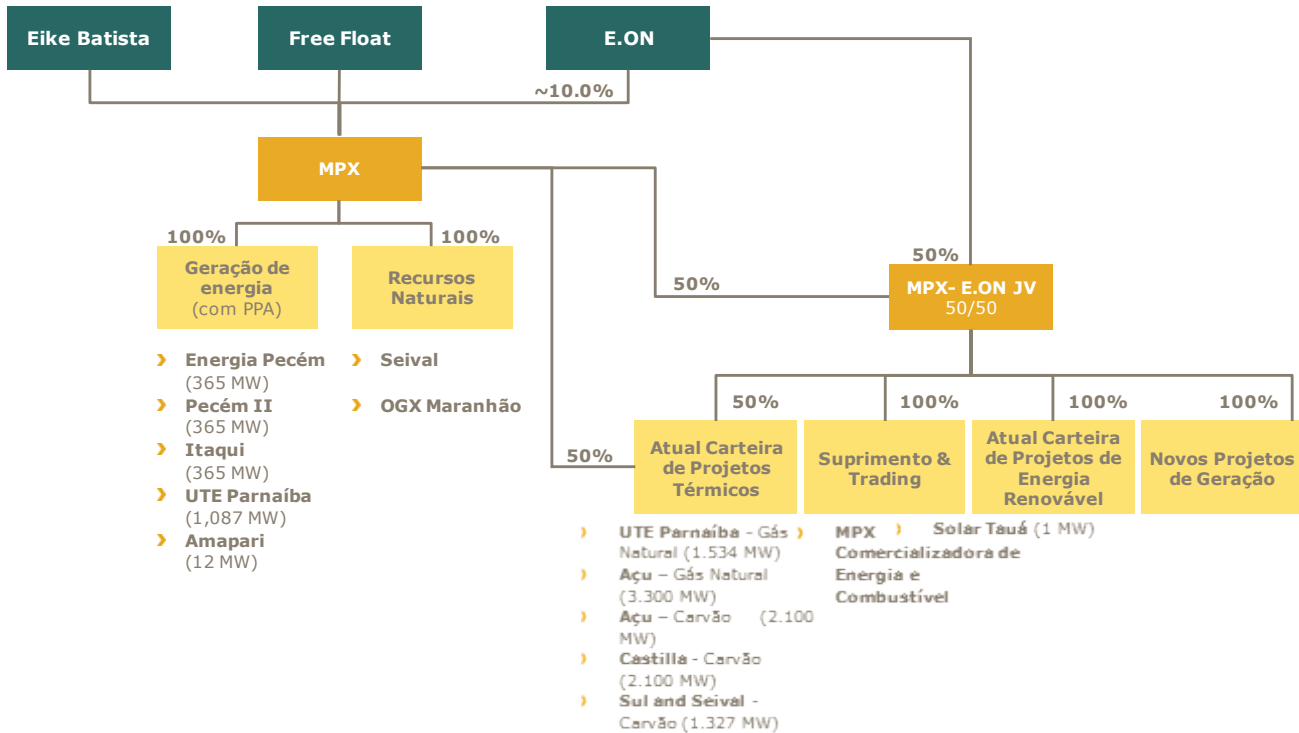 Eike Batista
Free Float
E.ON
~10.0%
MPX
100%
100%
50%
50%
Geração de
energia
(com PPA)
Recursos
Naturais
MPX- E.ON JV
50/50
› Energia Pecém
(365 MW)
› Pecém II
(365 MW)
› Itaqui
(365 MW)
› UTE Parnaíba
(1,087 MW)
› Amapari
(12 MW)
› Seival
› OGX Maranhão
50%
50%
100%
100%
100%
Atual Carteira
de Projetos
Térmicos
Suprimento &
Trading
Atual Carteira
de Projetos de
Energia
Renovável
Novos Projetos
de Geração
› UTE Parnaíba - Gás
Natural (1.534 MW)
› Açu – Gás Natural
(3.300 MW)
› Açu – Carvão (2.100
MW)
› Castilla - Carvão
(2.100 MW)
› Sul and Seival -
Carvão (1.327 MW)
› MPX
Comercializadora de
Energia e
Combustível
› Solar Tauá (1 MW)